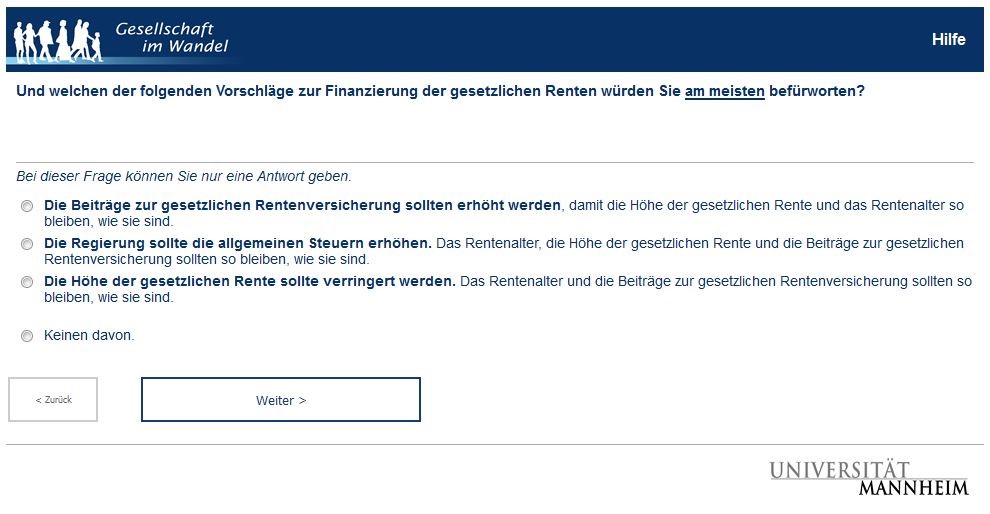 Gesellschaft
im Wandel
Hilfe
Und welchen der folgenden Vorschläge zur Finanzierung der gesetzlichen Renten würden Sie am meisten befürworten?
Bei dieser Frage können Sie nur eine Antwort geben.
Die Beiträge zur gesetzlichen Rentenversicherung sollten erhöht werden, damit die Höhe der gesetzlichen Rente und das Rentenalter so
bleiben, wie sie sind.
Die Regierung sollte die allgemeinen Steuern erhöhen. Das Rentenalter, die Höhe der gesetzlichen Rente und die Beiträge zur gesetzlichen
Rentenversicherung sollten so bleiben, wie sie sind.
Die Höhe der gesetzlichen Rente sollte verringert werden. Das Rentenalter und die Beiträge zur gesetzlichen Rentenversicherung sollten so
bleiben, wie sie sind.
Keinen davon.
< Zurück
Weiter >
UNIVERSITÄT
MANNHEIM